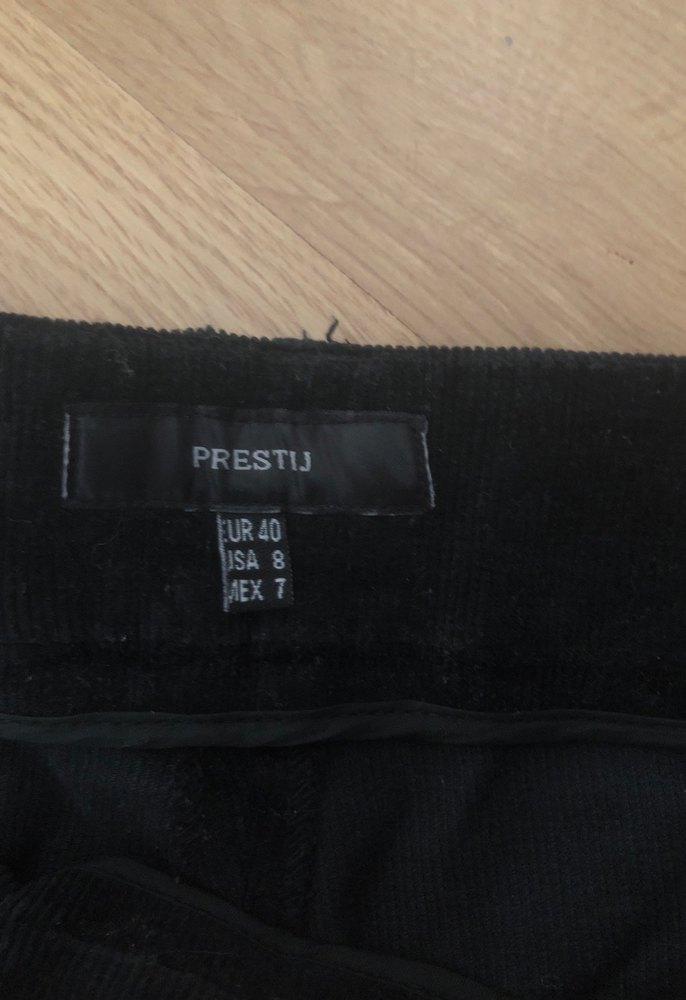 PRESTIJ
EUR 40
USA 8
MEX 7